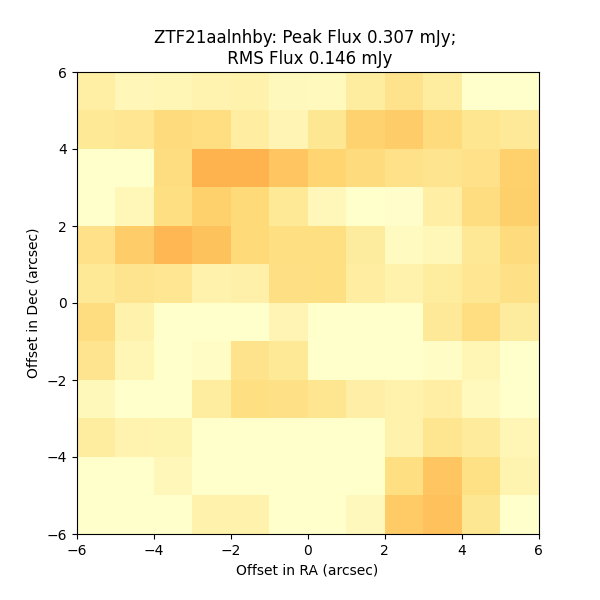 ZTF21aalnhby: Peak Flux 0.307 mJy;
RMS Flux 0.146 mJy
6
4
2
0
−2
−4
−6
Offset in Dec (arcsec)
−6 −4 −2 0 2 4 6
Offset in RA (arcsec)